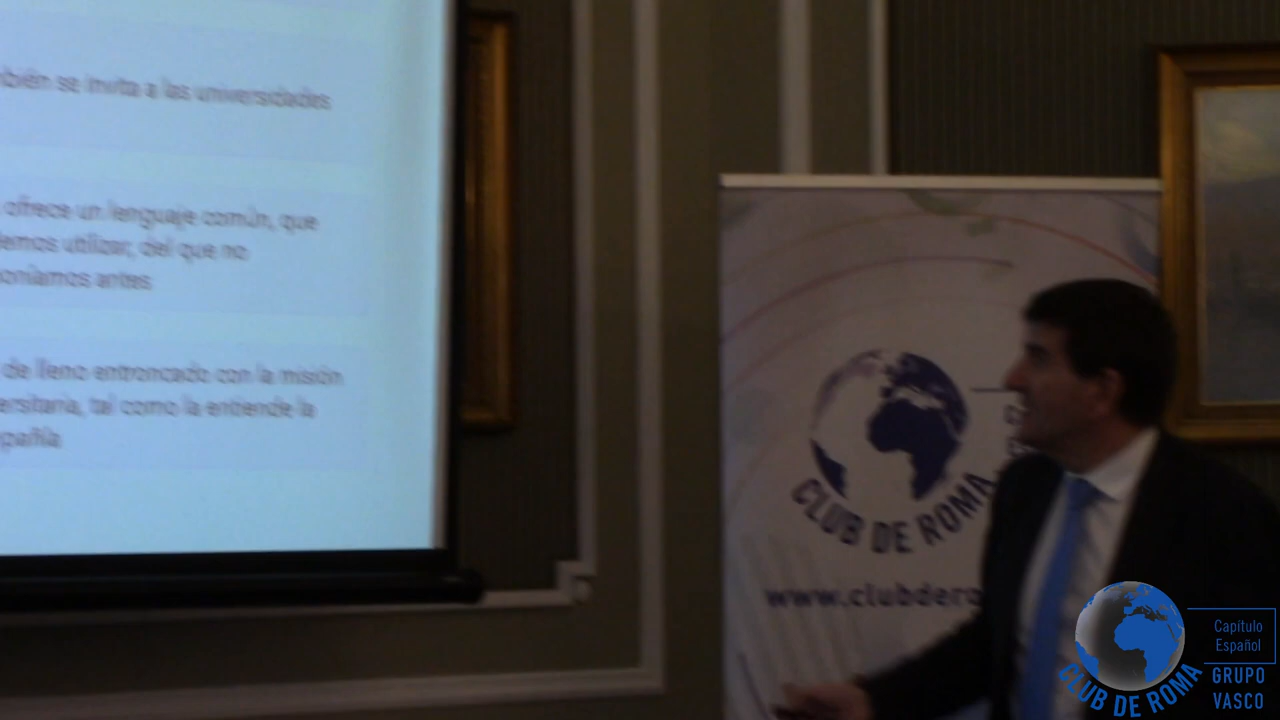 bién se invita a las universidades
ofrece un lenguaje común, que
demos utilizar, del que no
poníamos antes
de lleno entroncado con la misión
ersitaria, tal como la entiende la
pañía
CLUB DE ROMA
www.clubdero
Capítulo
Español
CLUB DE ROMA
GRUPO
VASCO